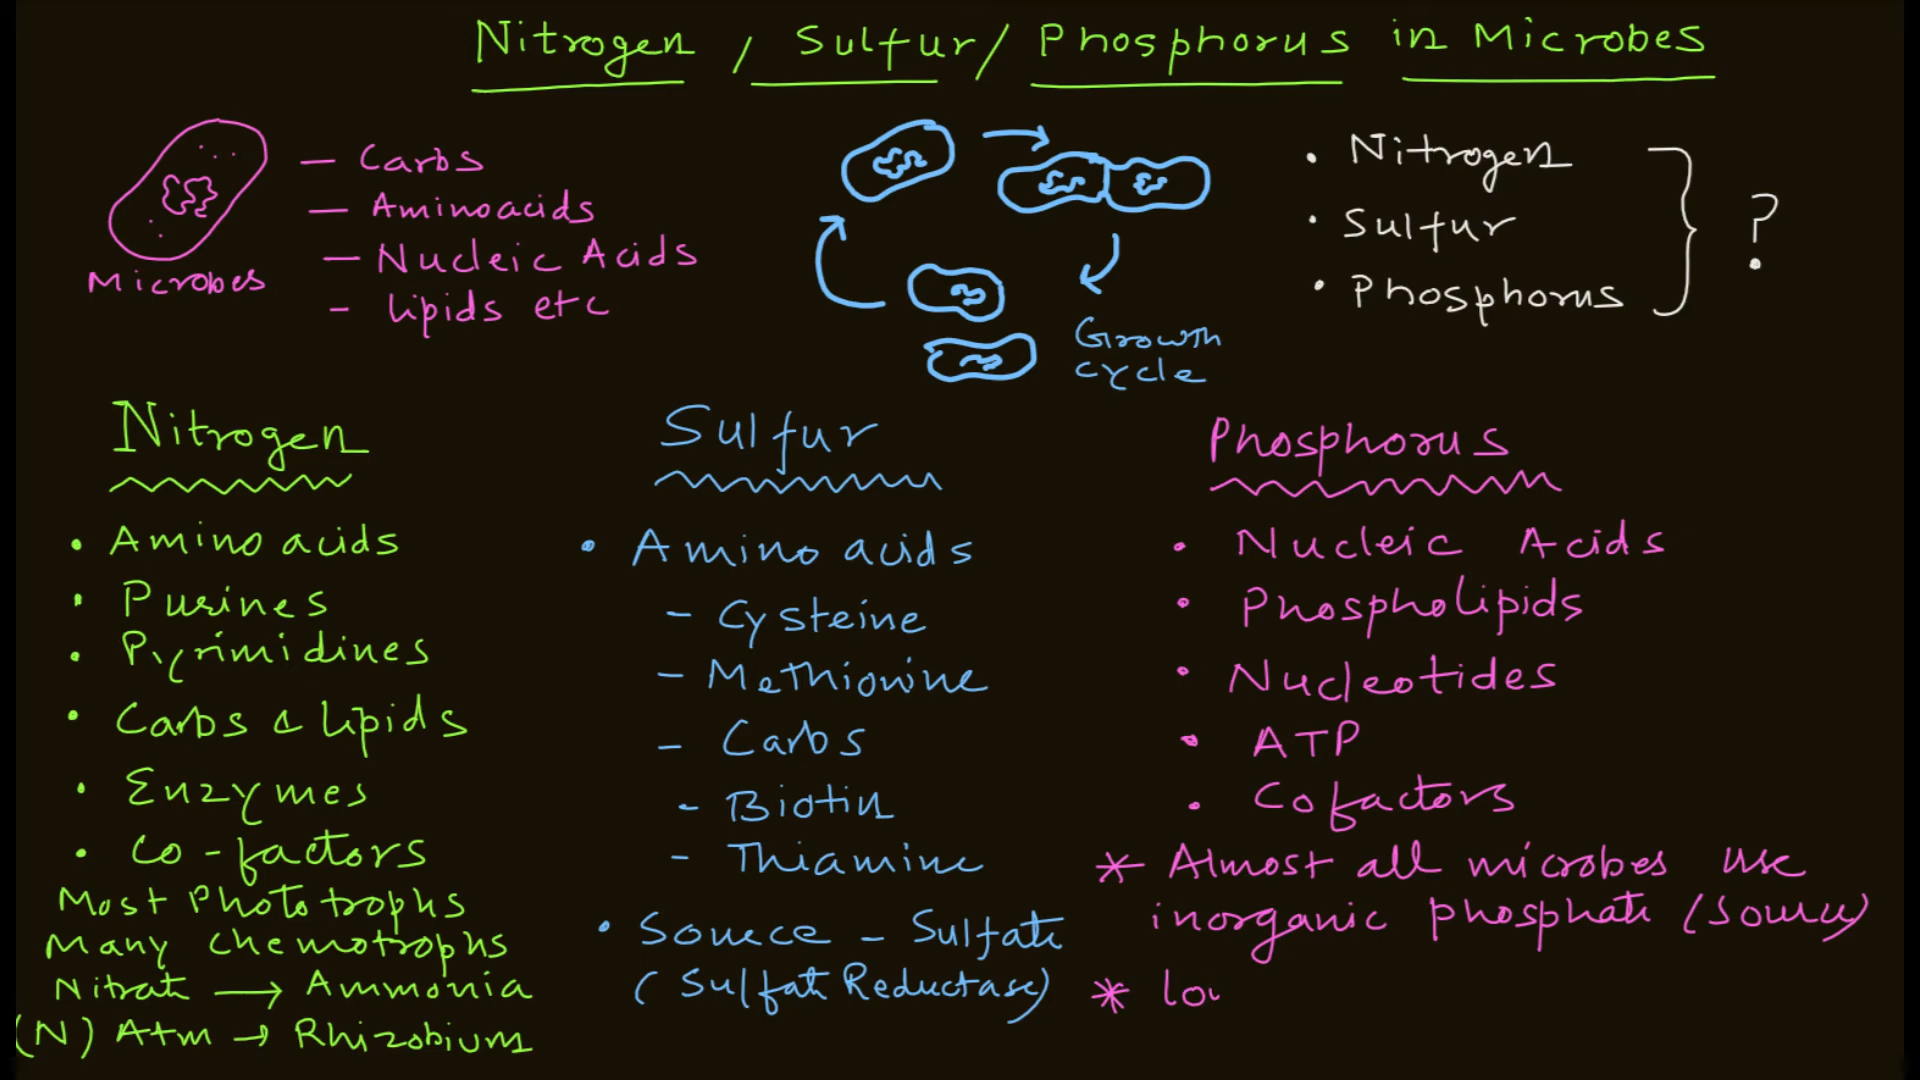 Nitrogen, Sulfur/Phosphorus in Microbes
Microbes
— Carbs
— Aminoacids
— Nucleic Acids
- lipids etc
Growth
cycle
• Nitrogen
• Sulfur
• Phosphorus
?
Nitrogen
• Amino acids
• Purines
• Pyrimidines
• Carbs & lipids
• Enzymes
• Co-factors
Most Phototrophs
Many chemotrophs
Nitrate → Ammonia
(N) Atm → Rhizobium
Sulfur
• Amino acids
- Cysteine
- Methionine
- Carbs
- Biotin
- Thiamine
• Source - Sulfate
(Sulfate Reductase)
Phosphorus
• Nucleic Acids
• Phospholipids
• Nucleotides
• ATP
• Cofactors
* Almost all microbes use
inorganic phosphate (source)
* lo